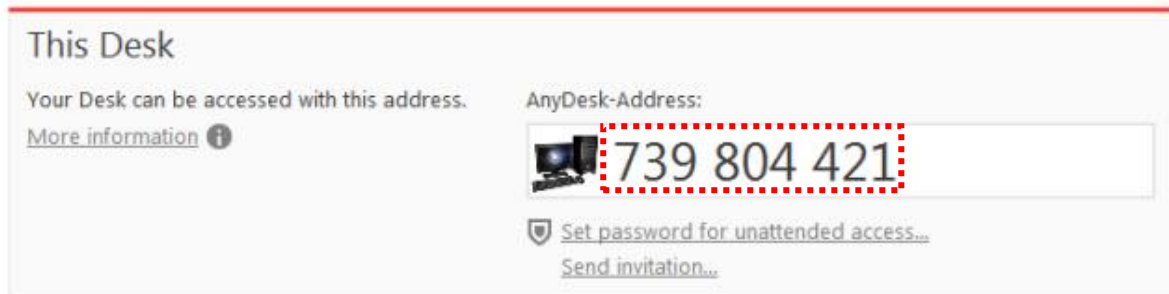 This Desk
Your Desk can be accessed with this address.
More information
AnyDesk-Address:
739 804 421
Set password for unattended access...
Send invitation...